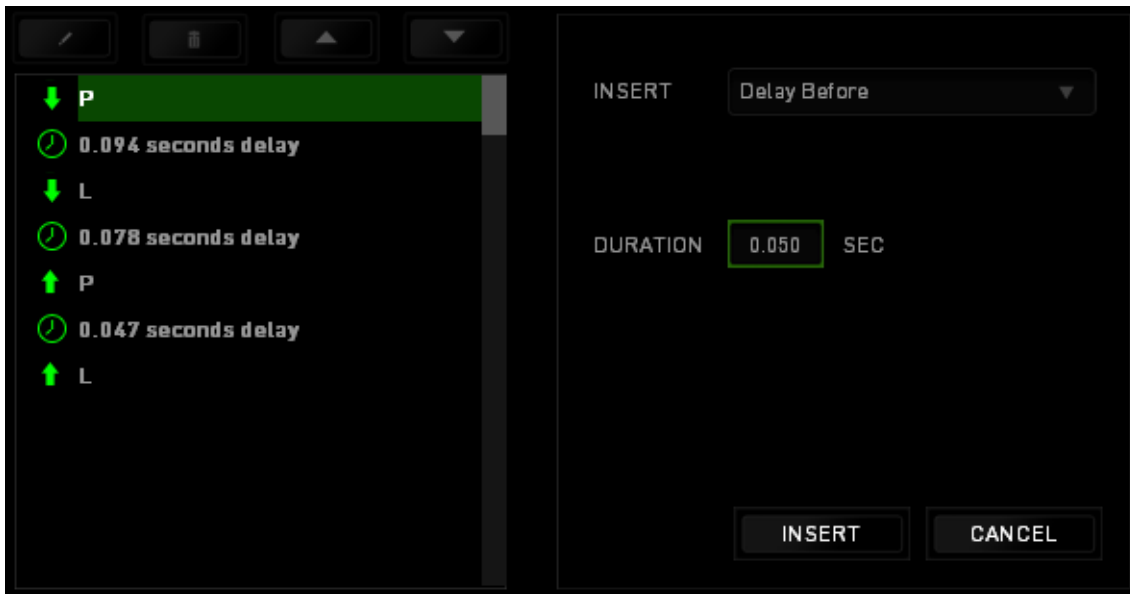 P
0.094 seconds delay
L
0.078 seconds delay
P
0.047 seconds delay
L
INSERT Delay Before
DURATION 0.050 SEC
INSERT CANCEL